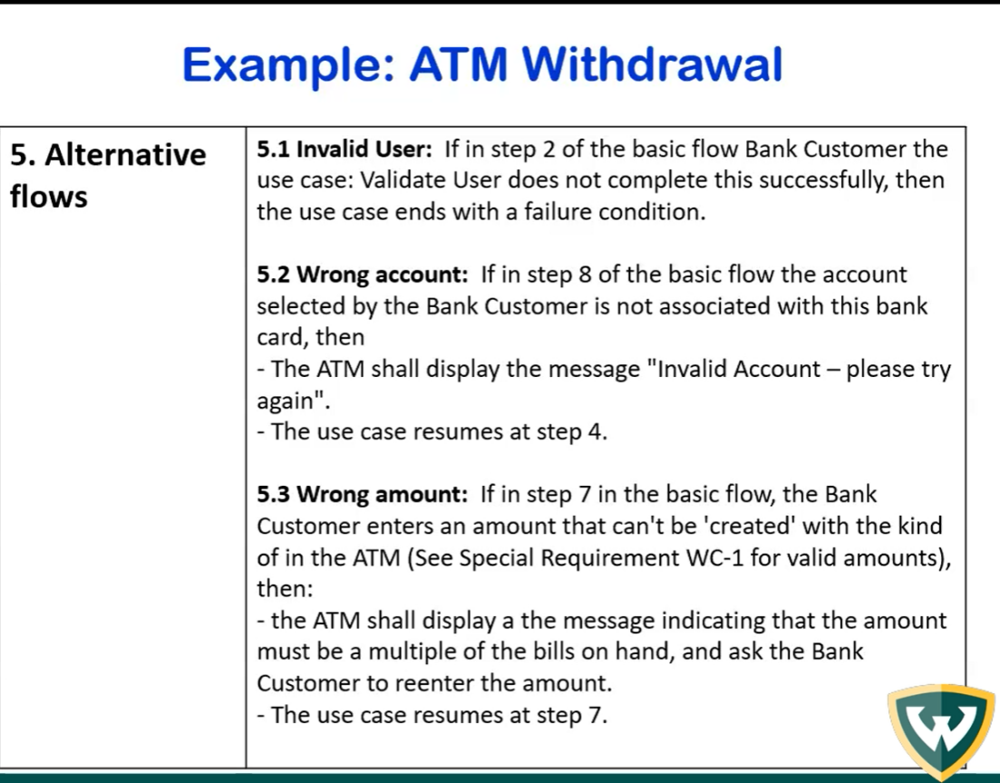 Example: ATM Withdrawal
5. Alternative
flows
5.1 Invalid User: If in step 2 of the basic flow Bank Customer the
use case: Validate User does not complete this successfully, then
the use case ends with a failure condition.
5.2 Wrong account: If in step 8 of the basic flow the account
selected by the Bank Customer is not associated with this bank
card, then
- The ATM shall display the message "Invalid Account – please try
again".
- The use case resumes at step 4.
5.3 Wrong amount: If in step 7 in the basic flow, the Bank
Customer enters an amount that can't be 'created' with the kind
of in the ATM (See Special Requirement WC-1 for valid amounts),
then:
- the ATM shall display a the message indicating that the amount
must be a multiple of the bills on hand, and ask the Bank
Customer to reenter the amount.
- The use case resumes at step 7.
W